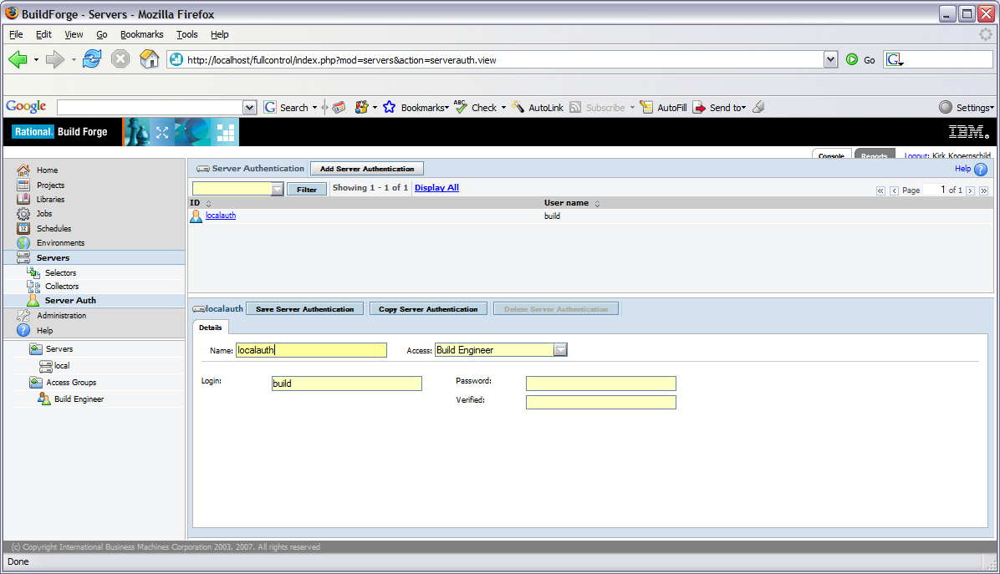 BuildForge - Servers - Mozilla Firefox
File Edit View Go Bookmarks Tools Help
http://localhost/fullcontrol/index.php?mod=servers&action=serverauth.view Go G
Google G Search Bookmarks ABC Check AutoLink Subscribe AutoFill Send to Settings
Rational. Build Forge IBM.
Console Reports Logout: Kirk Knoernschild
Home
Projects
Libraries
Jobs
12 Schedules
Environments
Servers
Selectors
Collectors
Server Auth
Administration
? Help
Servers
local
Access Groups
Build Engineer
Server Authentication Add Server Authentication Help ?
Filter Showing 1 - 1 of 1 Display All Page 1 of 1
ID User name
localauth build
localauth Save Server Authentication Copy Server Authentication Delete Server Authentication
Details
Name: localauth Access: Build Engineer
Login: build Password:
Verified:
(c) Copyright International Business Machines Corporation 2003, 2007. All rights reserved
Done